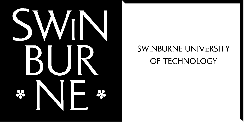 SWIN
BUR
* NE *
SWINBURNE UNIVERSITY
OF TECHNOLOGY